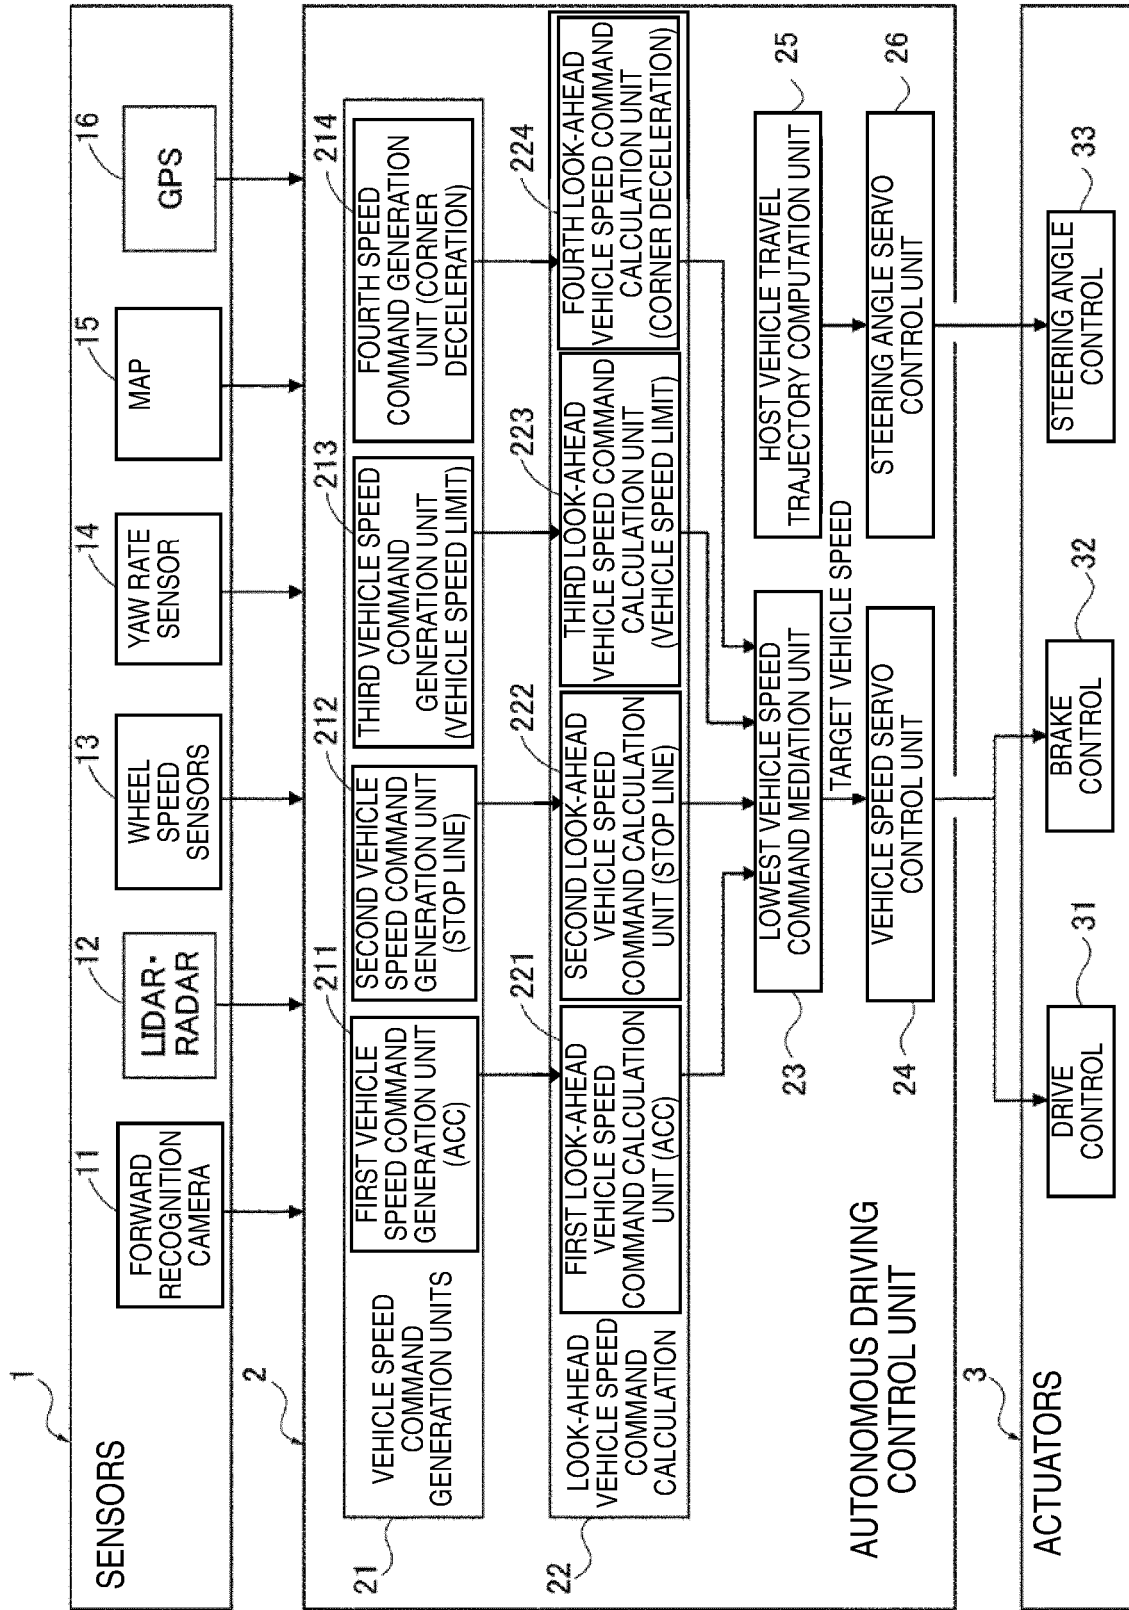 1
SENSORS
11
FORWARD
RECOGNITION
CAMERA
12
LIDAR·
RADAR
13
WHEEL
SPEED
SENSORS
14
YAW RATE
SENSOR
15
MAP
16
GPS
2
21
VEHICLE SPEED
COMMAND
GENERATION UNITS
211
FIRST VEHICLE
SPEED COMMAND
GENERATION UNIT
(ACC)
212
SECOND VEHICLE
SPEED COMMAND
GENERATION UNIT
(STOP LINE)
213
THIRD VEHICLE SPEED
COMMAND
GENERATION UNIT
(VEHICLE SPEED LIMIT)
214
FOURTH SPEED
COMMAND GENERATION
UNIT (CORNER
DECELERATION)
22
LOOK-AHEAD
VEHICLE SPEED
COMMAND
CALCULATION
221
FIRST LOOK-AHEAD
VEHICLE SPEED
COMMAND CALCULATION
UNIT (ACC)
222
SECOND LOOK-AHEAD
VEHICLE SPEED
COMMAND CALCULATION
UNIT (STOP LINE)
223
THIRD LOOK-AHEAD
VEHICLE SPEED COMMAND
CALCULATION UNIT
(VEHICLE SPEED LIMIT)
224
FOURTH LOOK-AHEAD
VEHICLE SPEED COMMAND
CALCULATION UNIT
(CORNER DECELERATION)
23
LOWEST VEHICLE SPEED
COMMAND MEDIATION UNIT
TARGET VEHICLE SPEED
24
VEHICLE SPEED SERVO
CONTROL UNIT
25
HOST VEHICLE TRAVEL
TRAJECTORY COMPUTATION UNIT
26
STEERING ANGLE SERVO
CONTROL UNIT
AUTONOMOUS DRIVING
CONTROL UNIT
3
ACTUATORS
31
DRIVE
CONTROL
32
BRAKE
CONTROL
33
STEERING ANGLE
CONTROL